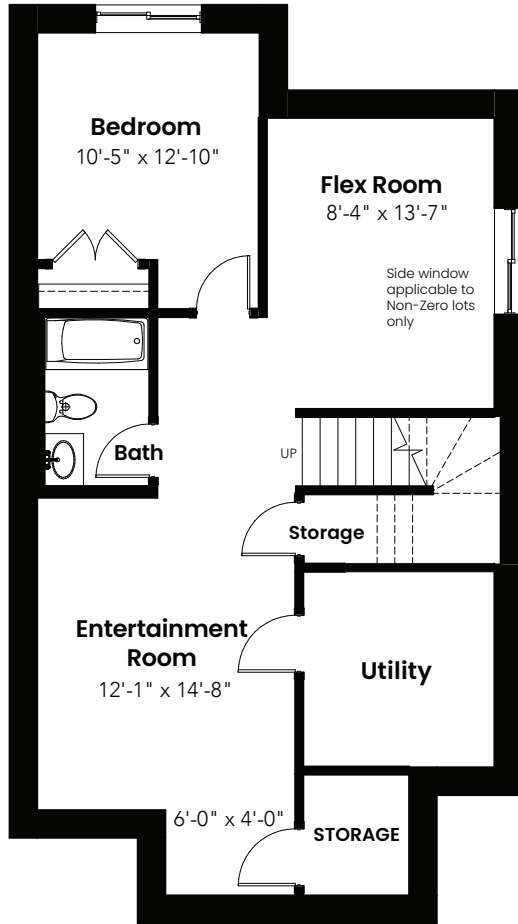 Bedroom
10'-5" x 12'-10"
Flex Room
8'-4" x 13'-7"
Side window
applicable to
Non-Zero lots
only
Bath
UP
Storage
Entertainment
Room
12'-1" x 14'-8"
Utility
6'-0" x 4'-0"
STORAGE